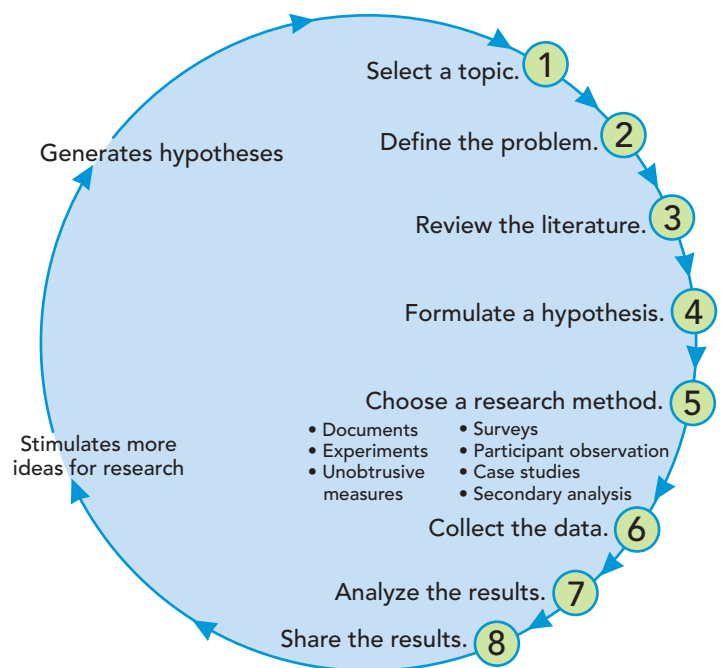 Select a topic. 1
Define the problem. 2
Generates hypotheses
Review the literature. 3
Formulate a hypothesis. 4
Choose a research method. 5
• Documents
• Experiments
• Unobtrusive
measures
• Surveys
• Participant observation
• Case studies
• Secondary analysis
Stimulates more
ideas for research
Collect the data. 6
Analyze the results. 7
Share the results. 8